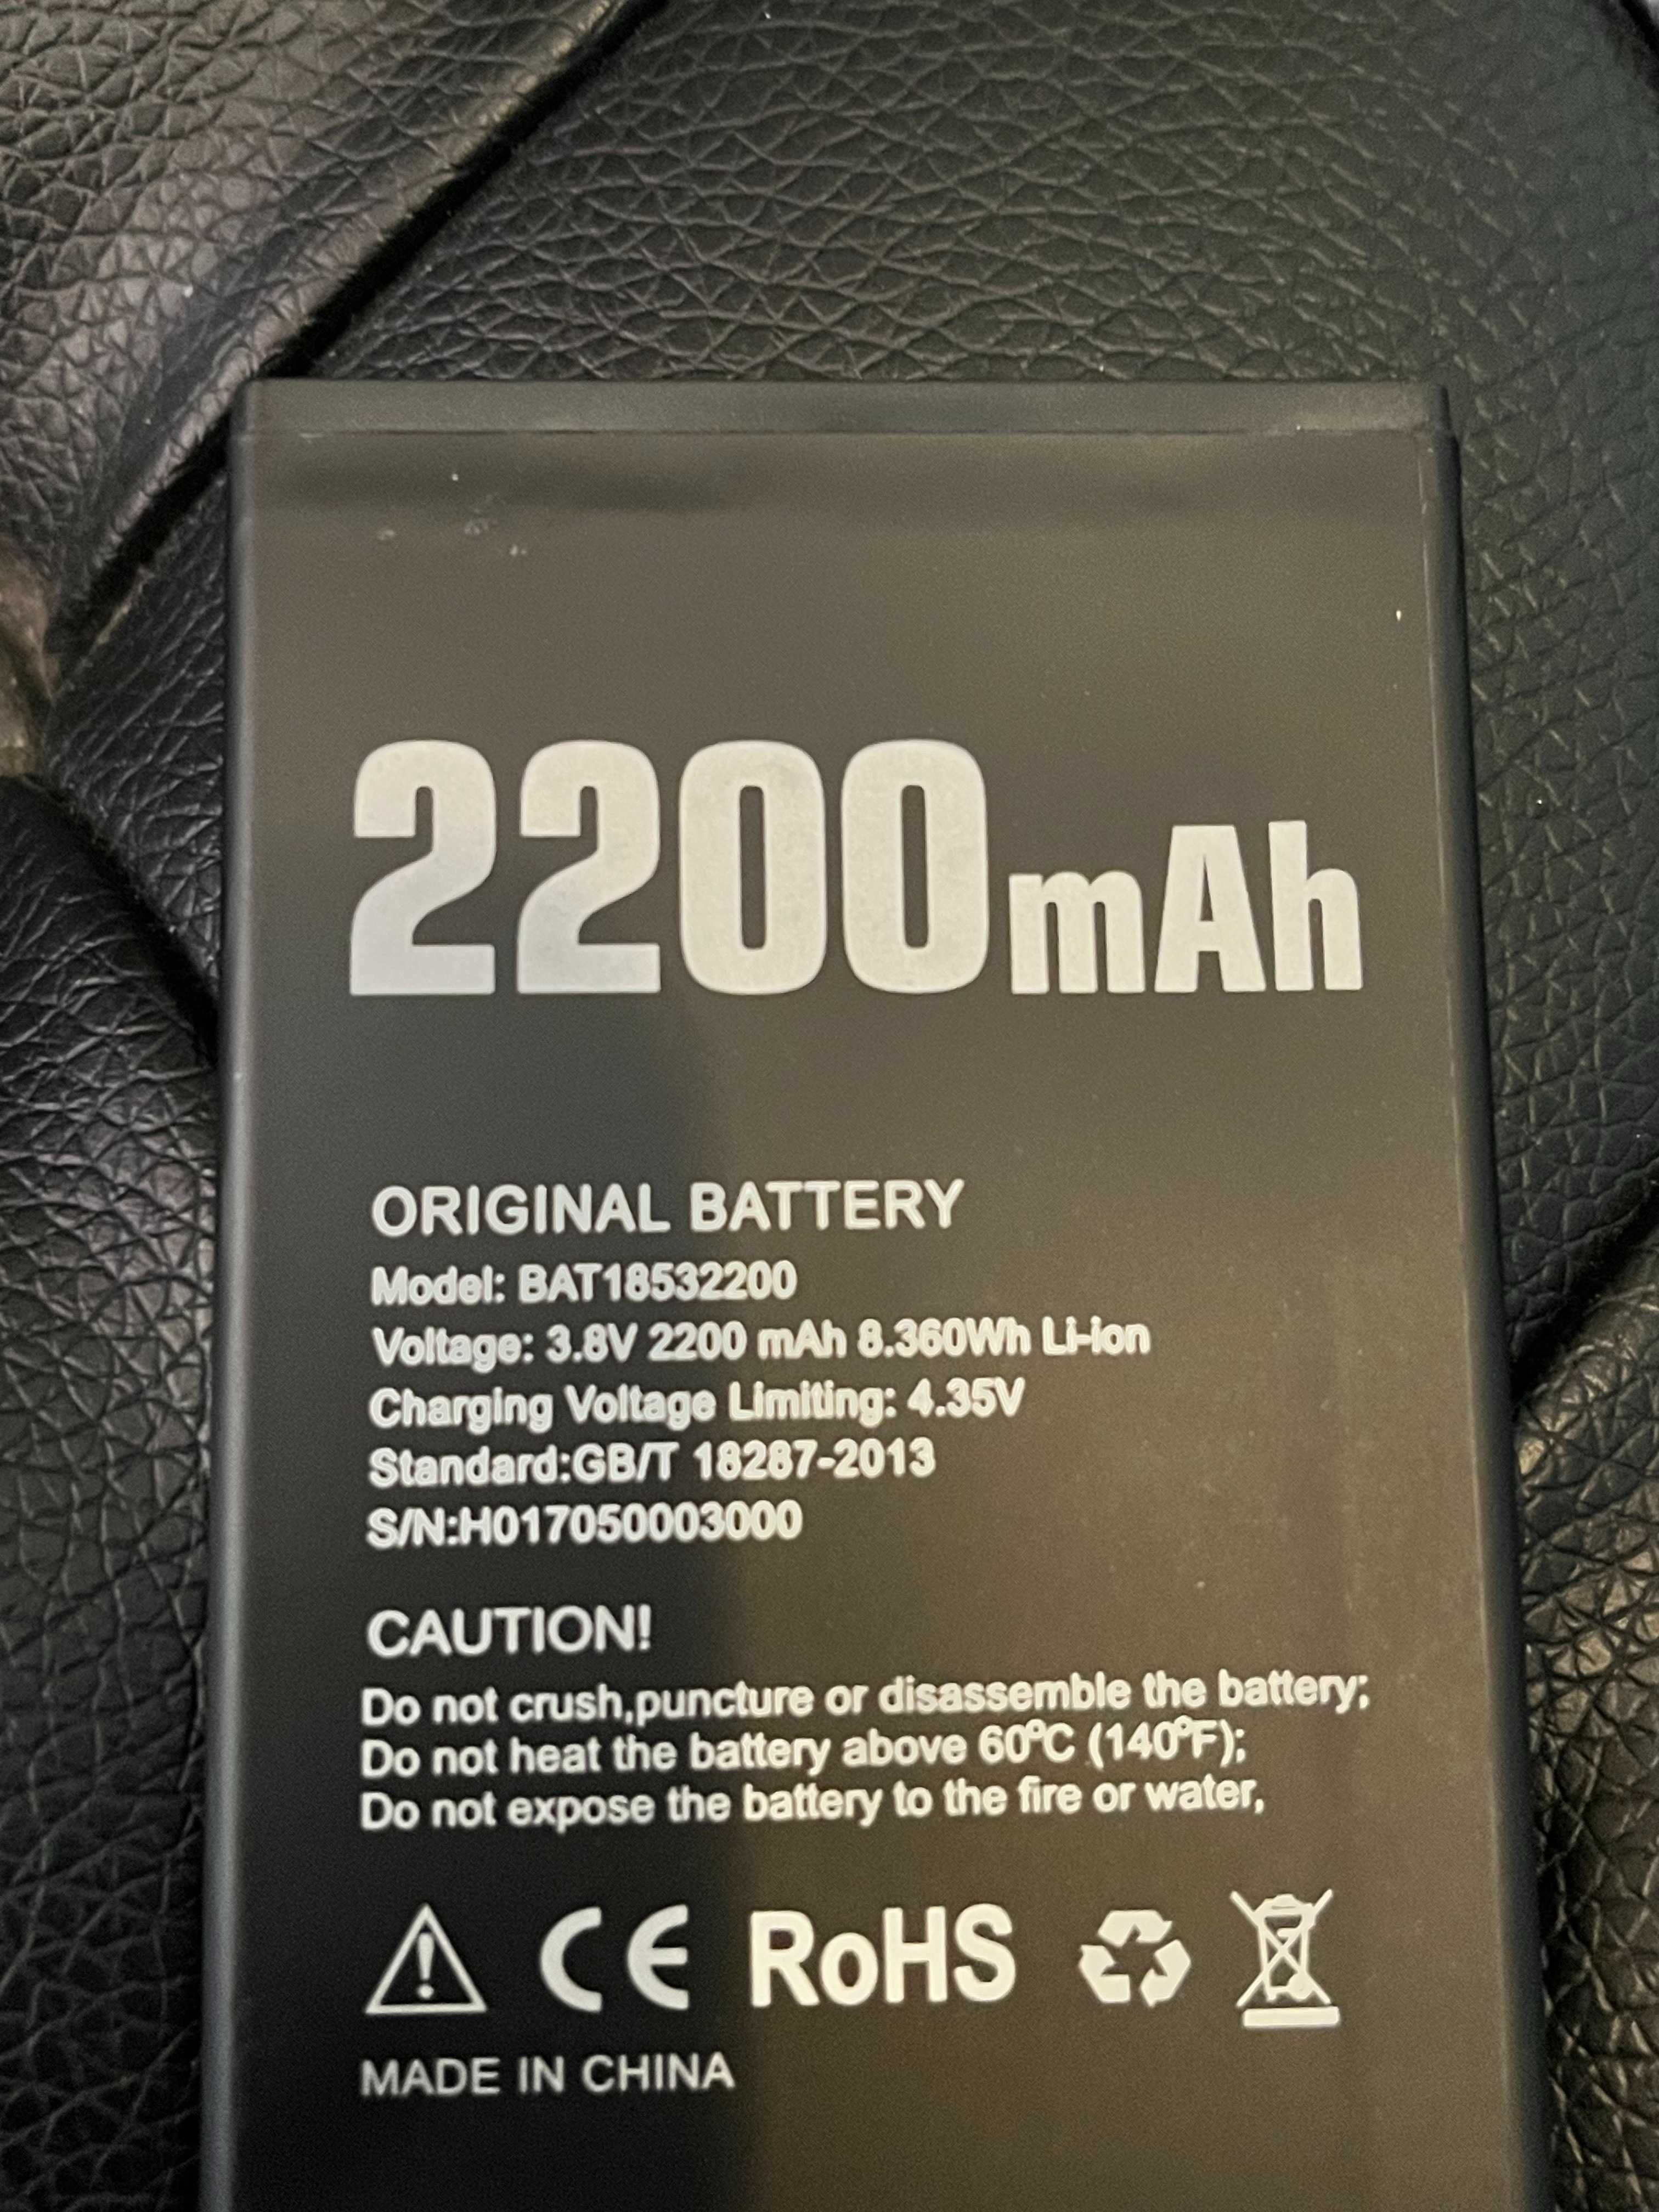 2200mAh
ORIGINAL BATTERY
Model: BAT18532200
Voltage: 3.8V 2200 mAh 8.360Wh Li-ion
Charging Voltage Limiting: 4.35V
Standard:GB/T 18287-2013
S/N:H017050003000
CAUTION!
Do not crush,puncture or disassemble the battery;
Do not heat the battery above 60ºC (140ºF);
Do not expose the battery to the fire or water,
CE RoHS
MADE IN CHINA